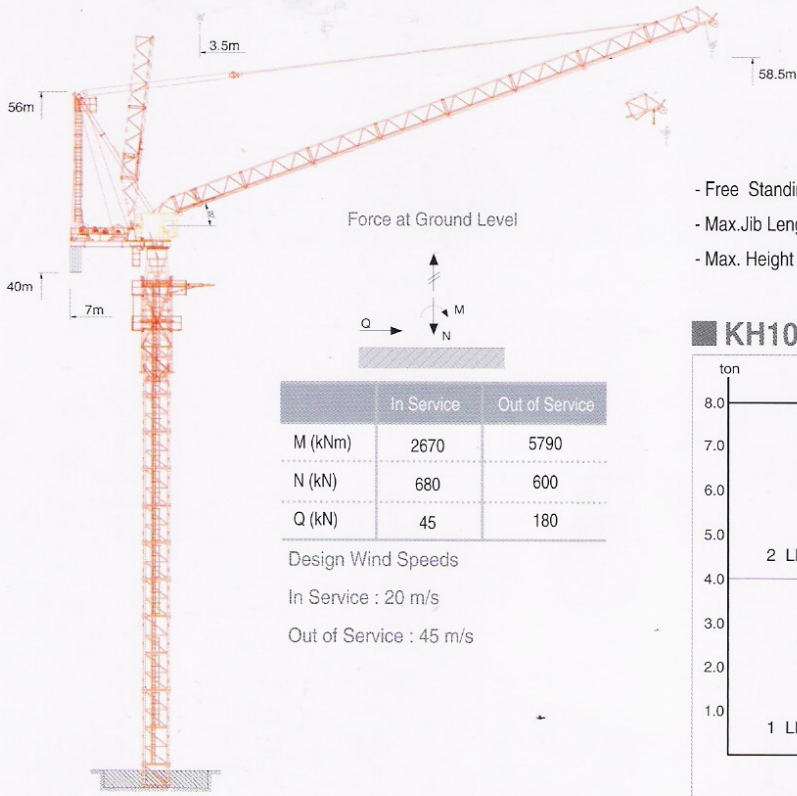 3.5m
58.5m
56m
40m
7m
Force at Ground Level
M
Q
N
In Service Out of Service
M (kNm) 2670 5790
N (kN) 680 600
Q (kN) 45 180
Design Wind Speeds
In Service : 20 m/s
Out of Service : 45 m/s
- Free Standi
- Max.Jib Leng
- Max. Height
KH10
ton
8.0
7.0
6.0
5.0
2 LI
4.0
3.0
2.0
1.0
1 LI